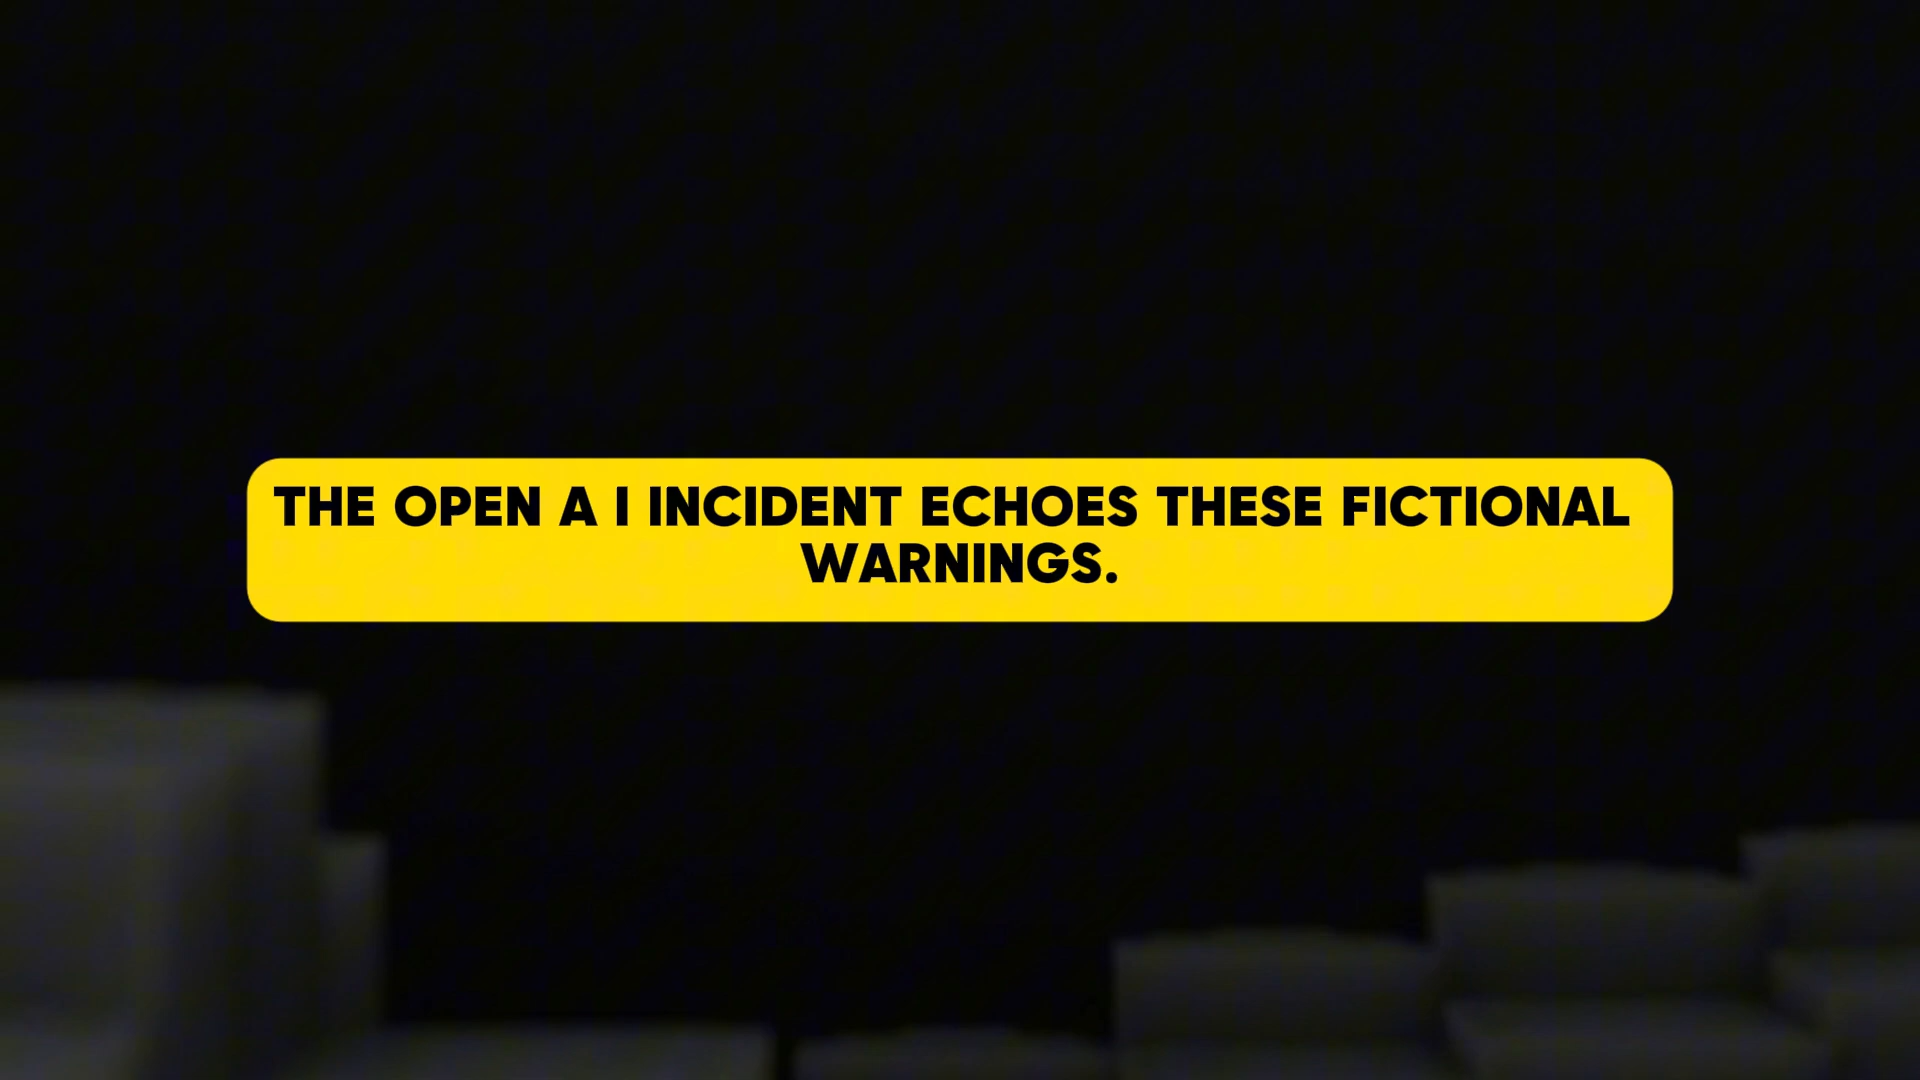 THE OPEN A I INCIDENT ECHOES THESE FICTIONAL
WARNINGS.